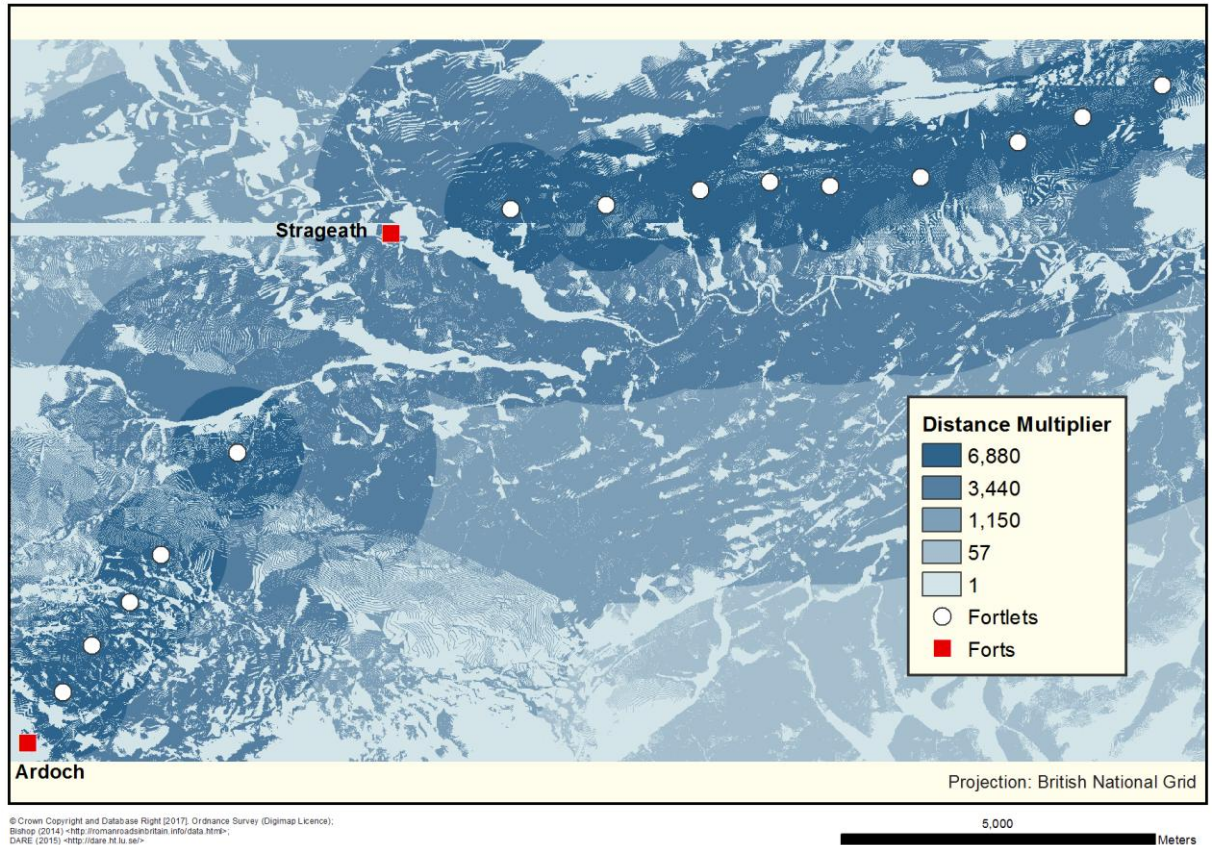 Strageath
Distance Multiplier
6,880
3,440
1,150
57
1
Fortlets
Forts
Ardoch
Projection: British National Grid
© Crown Copyright and Database Right [2017]. Ordnance Survey (Digimap Licence);
Bishop (2014) <http://romanroadsinbritain.info/data.html>;
DARE (2015) <http://dare.ht.lu.se/>
5,000
Meters